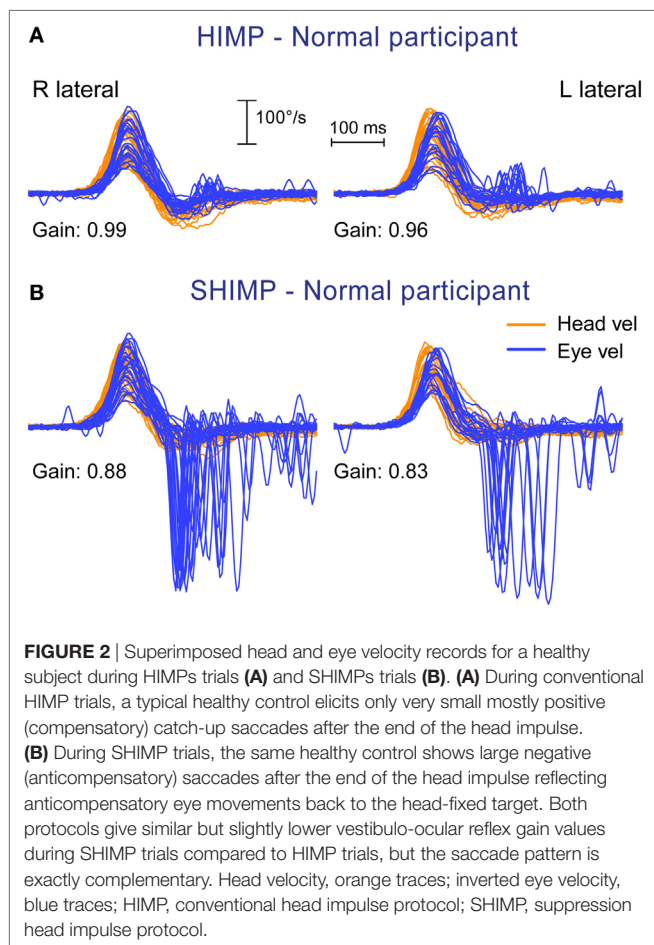 A
HIMP - Normal participant
R lateral
L lateral
100°/s
100 ms
Gain: 0.99
Gain: 0.96
B
SHIMP - Normal participant
Head vel
Eye vel
Gain: 0.88
Gain: 0.83
FIGURE 2 | Superimposed head and eye velocity records for a healthy
subject during HIMPs trials (A) and SHIMPs trials (B). (A) During conventional
HIMP trials, a typical healthy control elicits only very small mostly positive
(compensatory) catch-up saccades after the end of the head impulse.
(B) During SHIMP trials, the same healthy control shows large negative
(anticompensatory) saccades after the end of the head impulse reflecting
anticompensatory eye movements back to the head-fixed target. Both
protocols give similar but slightly lower vestibulo-ocular reflex gain values
during SHIMP trials compared to HIMP trials, but the saccade pattern is
exactly complementary. Head velocity, orange traces; inverted eye velocity,
blue traces; HIMP, conventional head impulse protocol; SHIMP, suppression
head impulse protocol.